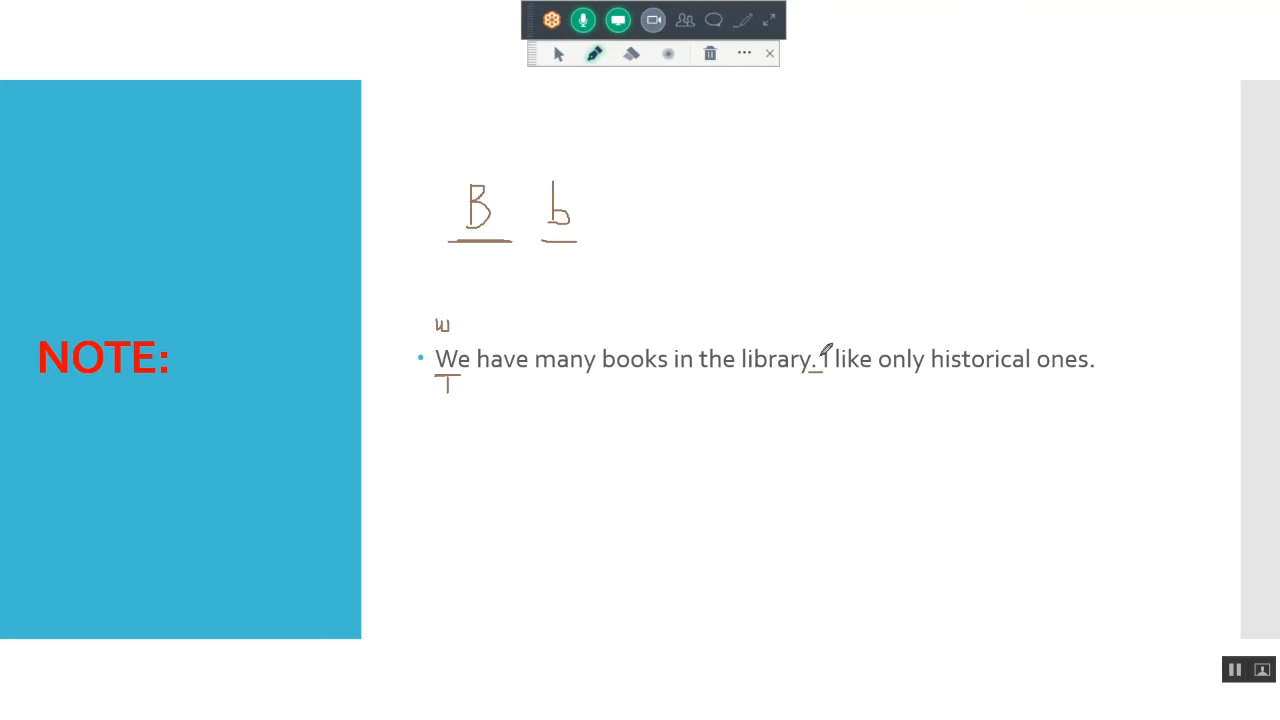 B b
w
NOTE:
• We have many books in the library. I like only historical ones.